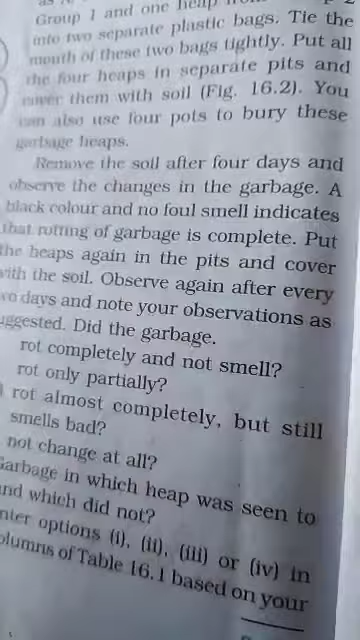 Group 1 and one heap
into two separate plastic bags. Tie the
mouth of these two bags tightly. Put all
the four heaps in separate pits and
cover them with soil (Fig. 16.2). You
can also use four pots to bury these
garbage heaps.
Remove the soil after four days and
observe the changes in the garbage. A
black colour and no foul smell indicates
that rotting of garbage is complete. Put
the heaps again in the pits and cover
with the soil. Observe again after every
wo days and note your observations as
uggested. Did the garbage.
rot completely and not smell?
rot only partially?
rot almost completely, but still
smells bad?
not change at all?
Garbage in which heap was seen to
and which did not?
nter options (i), (ii), (iii) or (iv) in
olumns of Table 16.1 based on your